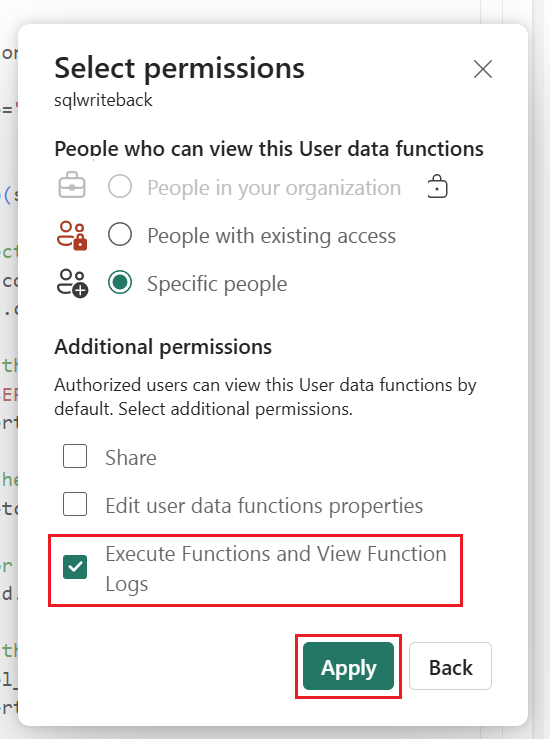 Select permissions
sqlwriteback
People who can view this User data functions
People in your organization
People with existing access
Specific people
Additional permissions
Authorized users can view this User data functions by
default. Select additional permissions.
Share
Edit user data functions properties
Execute Functions and View Function
Logs
Apply
Back